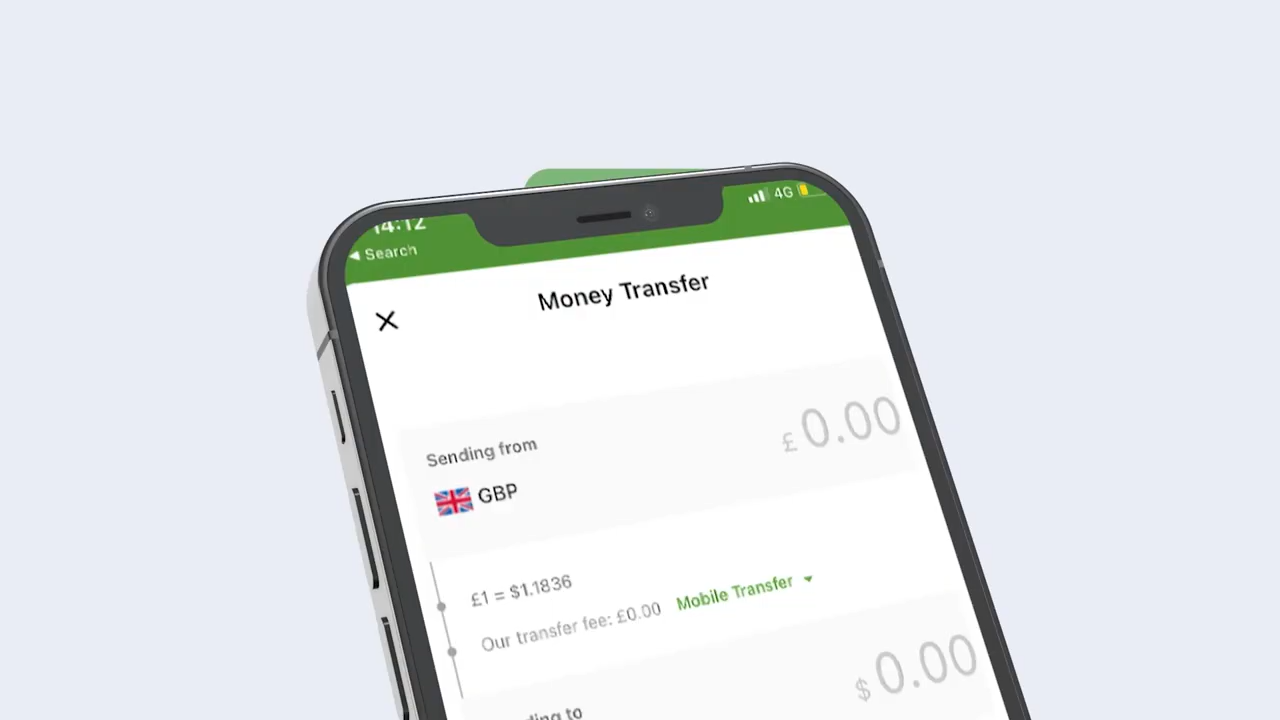 14:12
4G
Search
Money Transfer
Sending from
£ 0.00
GBP
£1 = $1.1836
Our transfer fee: £0.00 Mobile Transfer
$ 0.00
to